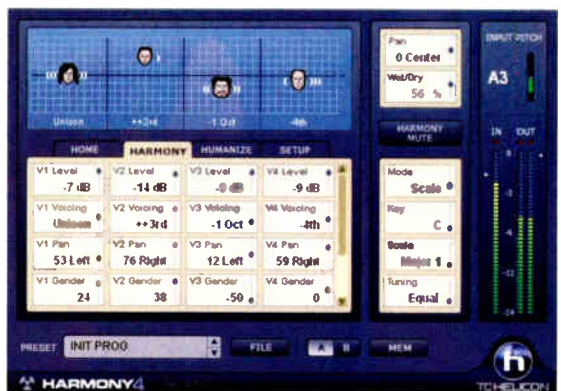 Pan
0 Center
Wet/Dry
56 %
INPUT PITCH
A3
Unison
++3rd
-1 Oct
-4th
HARMONY
MUTE
IN
OUT
HOME
HARMONY
HUMANIZE
SETUP
V1 Level
-7 dB
V2 Level
-14 dB
V3 Level
-9 dB
V4 Level
-9 dB
V1 Voicing
Unison
V2 Voicing
++3rd
V3 Voicing
-1 Oct
V4 Voicing
-4th
V1 Pan
53 Left
V2 Pan
76 Right
V3 Pan
12 Left
V4 Pan
59 Right
V1 Gender
24
V2 Gender
38
V3 Gender
-50
V4 Gender
0
Mode
Scale
Key
C
Scale
Major 1
Tuning
Equal
0
-3
-6
-12
-24
PRESET
INIT PROG
FILE
A
B
MEM
HARMONY4
h
TC HELICON